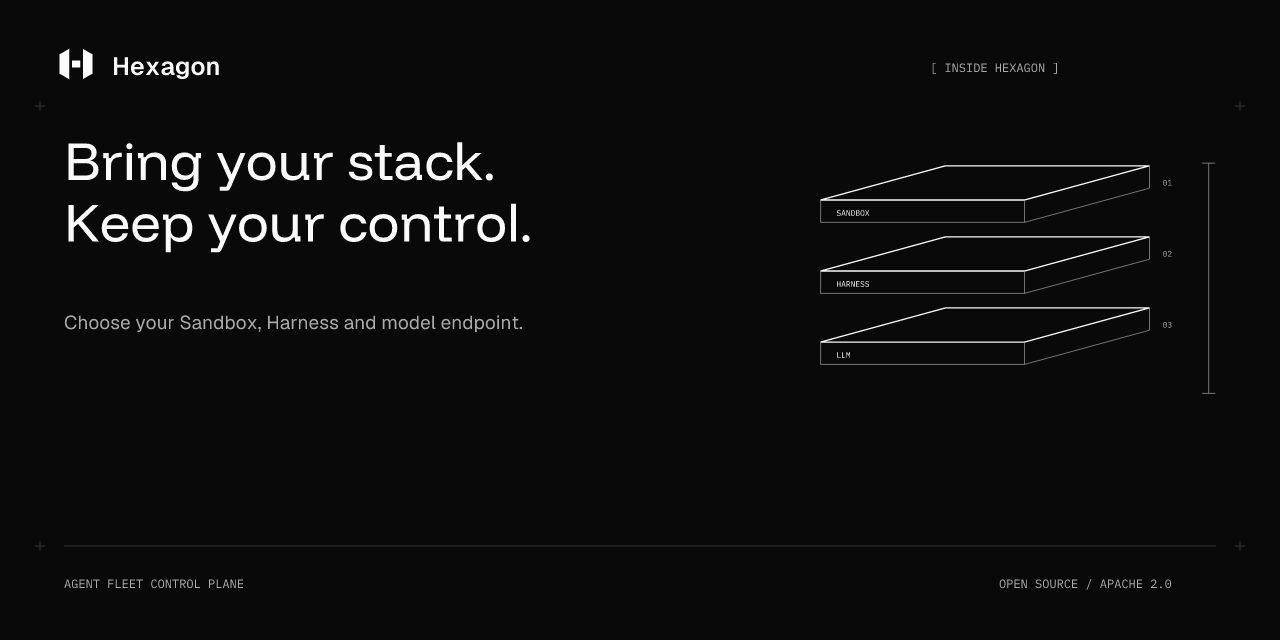 Hexagon
[ INSIDE HEXAGON ]
Bring your stack.
Keep your control.
Choose your Sandbox, Harness and model endpoint.
01
SANDBOX
02
HARNESS
03
LLM
AGENT FLEET CONTROL PLANE
OPEN SOURCE / APACHE 2.0